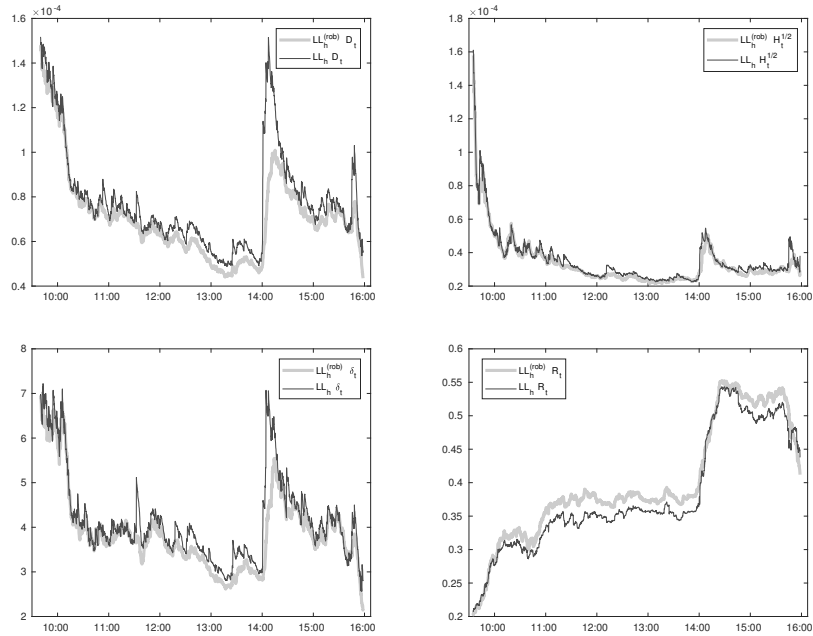 ×10⁻⁴
1.6
1.4
1.2
1
0.8
0.6
0.4
10:00 11:00 12:00 13:00 14:00 15:00 16:00
LL_h^(rob) D_t
LL_h D_t
×10⁻⁴
1.8
1.6
1.4
1.2
1
0.8
0.6
0.4
0.2
10:00 11:00 12:00 13:00 14:00 15:00 16:00
LL_h^(rob) H_t^1/2
LL_h H_t^1/2
8
7
6
5
4
3
2
10:00 11:00 12:00 13:00 14:00 15:00 16:00
LL_h^(rob) δ_t
LL_h δ_t
0.6
0.55
0.5
0.45
0.4
0.35
0.3
0.25
0.2
10:00 11:00 12:00 13:00 14:00 15:00 16:00
LL_h^(rob) R_t
LL_h R_t